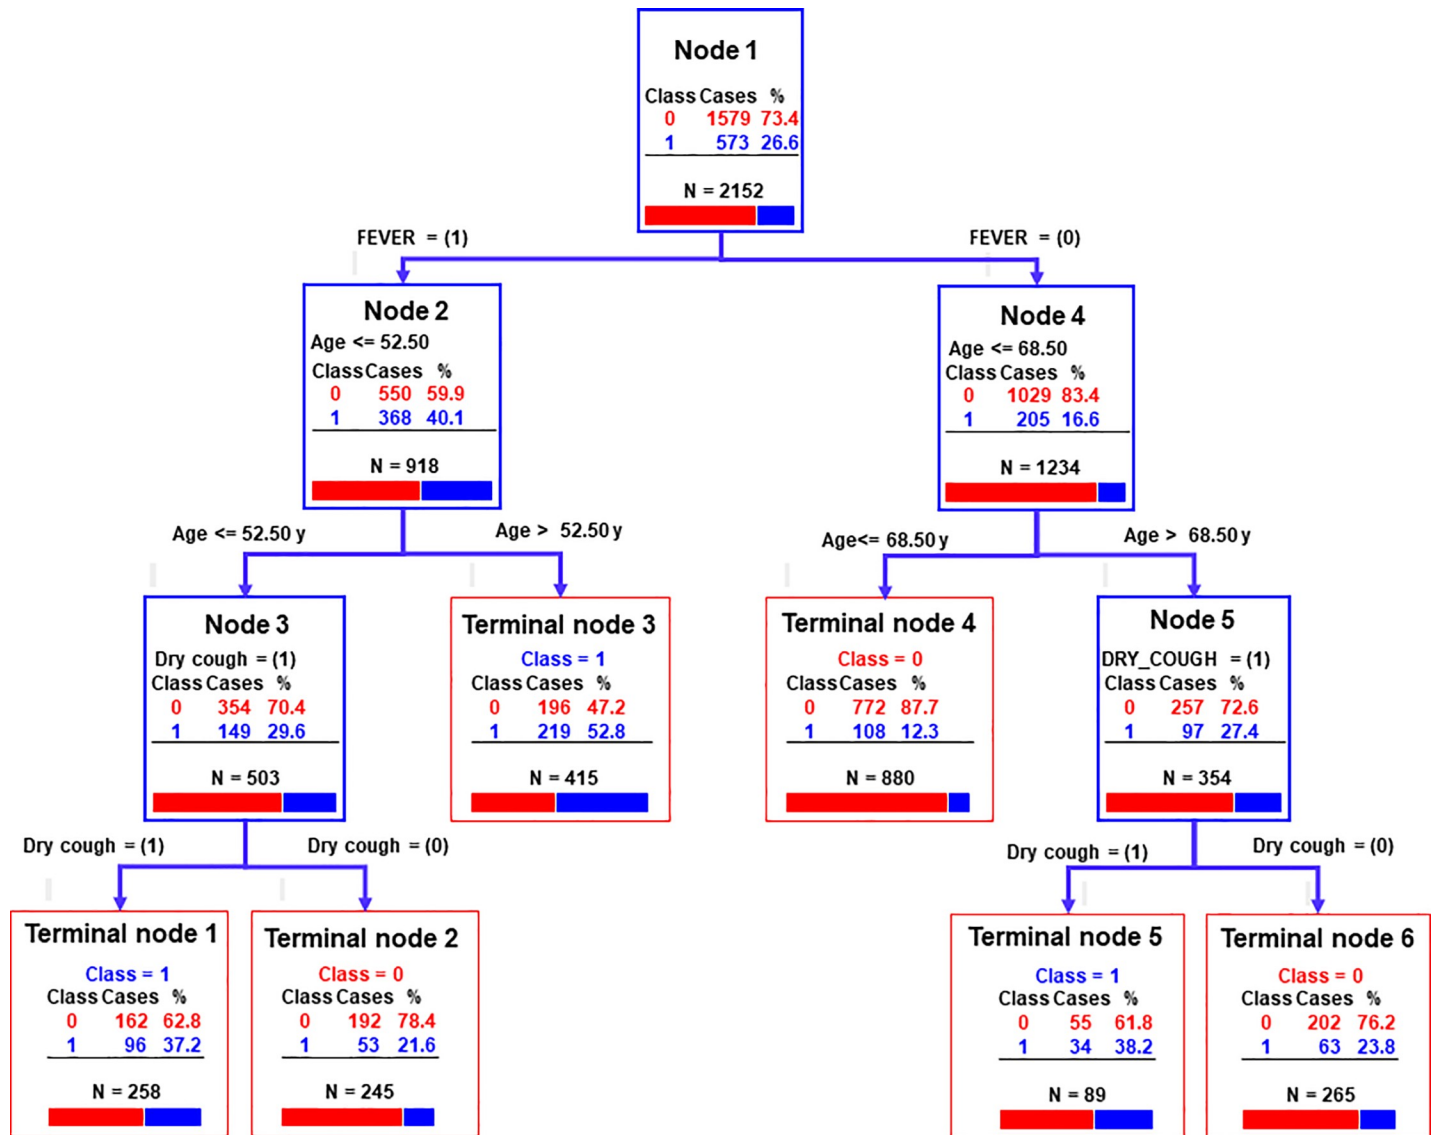 Node 1
Class Cases %
0 1579 73.4
1 573 26.6
N = 2152
FEVER = (1)
FEVER = (0)
Node 2
Age <= 52.50
Class Cases %
0 550 59.9
1 368 40.1
N = 918
Node 4
Age <= 68.50
Class Cases %
0 1029 83.4
1 205 16.6
N = 1234
Age <= 52.50 y
Age > 52.50 y
Age<= 68.50 y
Age > 68.50 y
Node 3
Dry cough = (1)
Class Cases %
0 354 70.4
1 149 29.6
N = 503
Terminal node 3
Class = 1
Class Cases %
0 196 47.2
1 219 52.8
N = 415
Terminal node 4
Class = 0
Class Cases %
0 772 87.7
1 108 12.3
N = 880
Node 5
DRY_COUGH = (1)
Class Cases %
0 257 72.6
1 97 27.4
N = 354
Dry cough = (1)
Dry cough = (0)
Dry cough = (1)
Dry cough = (0)
Terminal node 1
Class = 1
Class Cases %
0 162 62.8
1 96 37.2
N = 258
Terminal node 2
Class = 0
Class Cases %
0 192 78.4
1 53 21.6
N = 245
Terminal node 5
Class = 1
Class Cases %
0 55 61.8
1 34 38.2
N = 89
Terminal node 6
Class = 0
Class Cases %
0 202 76.2
1 63 23.8
N = 265